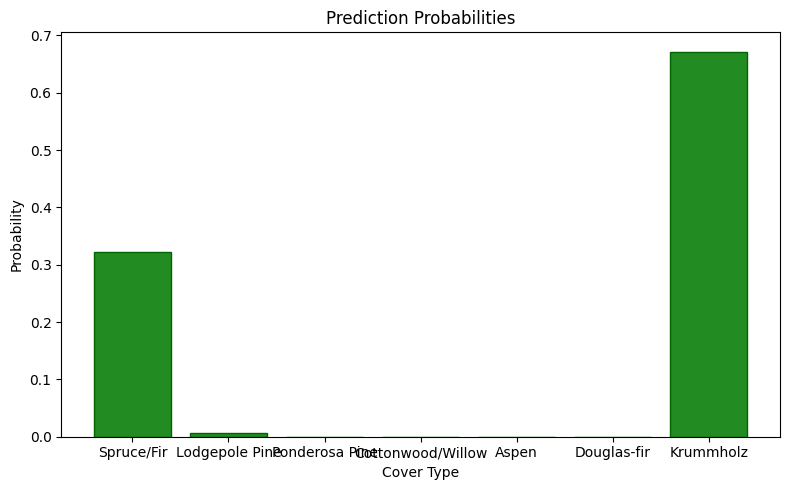 Prediction Probabilities
0.7
0.6
0.5
0.4
0.3
0.2
0.1
0.0
Probability
Spruce/Fir Lodgepole Pine Ponderosa Pine Cottonwood/Willow Aspen Douglas-fir Krummholz
Cover Type